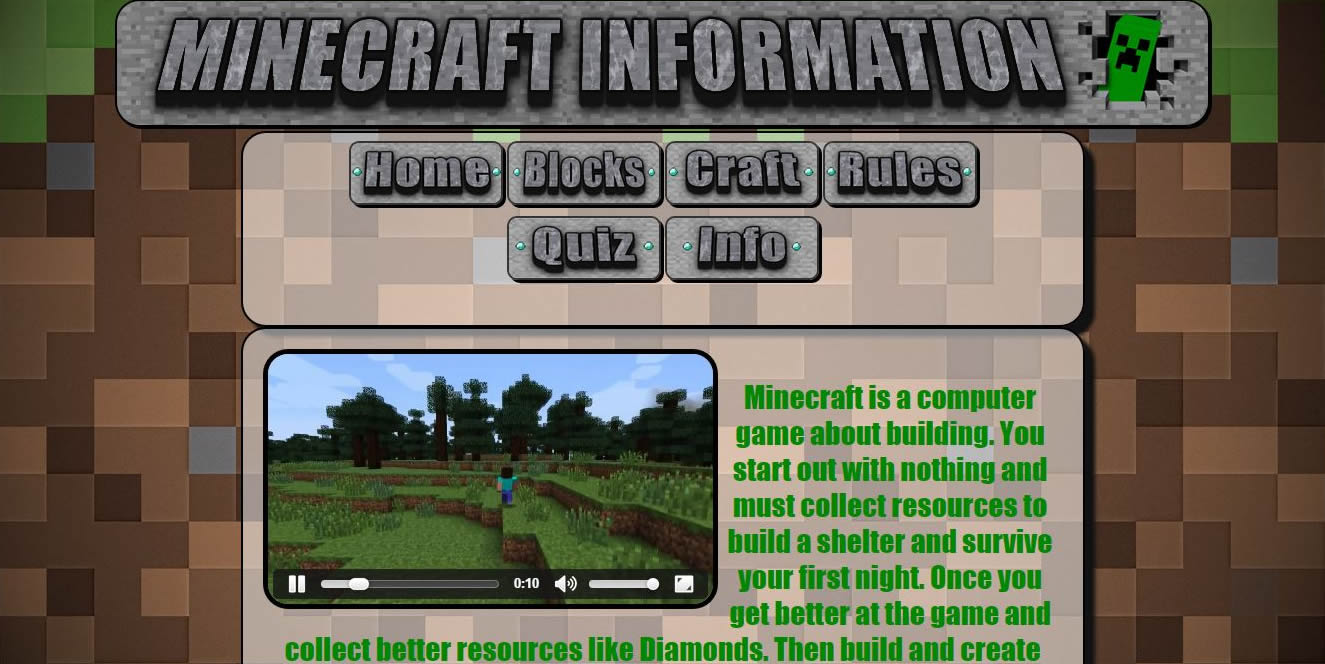 MINECRAFT INFORMATION
Home Blocks Craft Rules
Quiz Info
Minecraft is a computer
game about building. You
start out with nothing and
must collect resources to
build a shelter and survive
your first night. Once you
0:10
get better at the game and
collect better resources like Diamonds. Then build and create